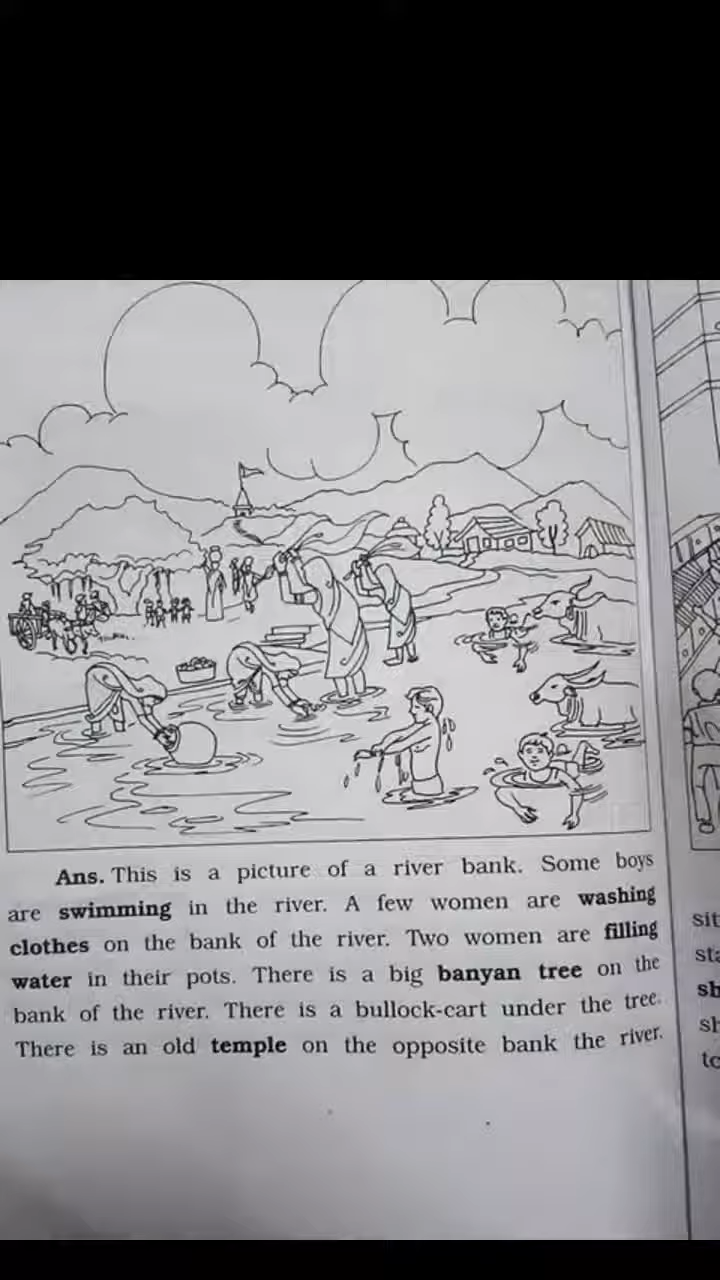 Ans. This is a picture of a river bank. Some boys
are swimming in the river. A few women are washing
clothes on the bank of the river. Two women are filling
water in their pots. There is a big banyan tree on the
bank of the river. There is a bullock-cart under the tree.
There is an old temple on the opposite bank the river.